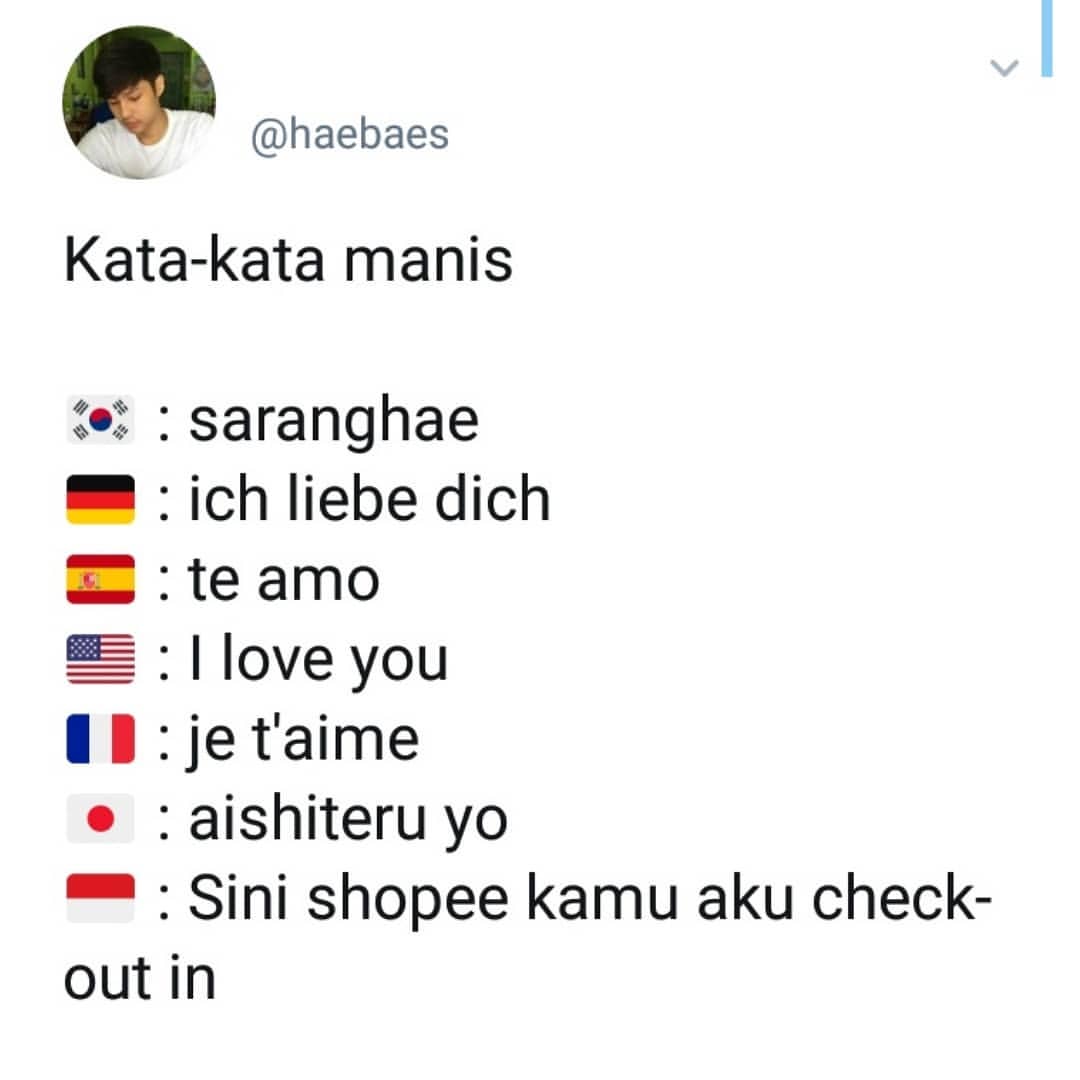 @haebaes
Kata-kata manis
🇰🇷 : saranghae
🇩🇪 : ich liebe dich
🇪🇸 : te amo
🇺🇸 : I love you
🇫🇷 : je t'aime
🇯🇵 : aishiteru yo
🇮🇩 : Sini shopee kamu aku check-
out in